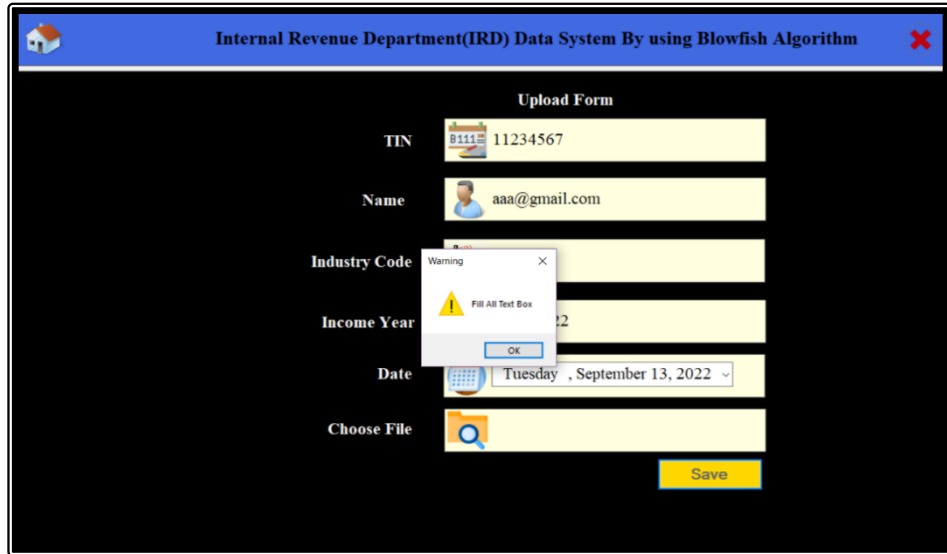 Internal Revenue Department(IRD) Data System By using Blowfish Algorithm
Upload Form
TIN
B111
11234567
Name
aaa@gmail.com
Industry Code
Warning
Fill All Text Box
OK
Income Year
22
Date
Tuesday , September 13, 2022
Choose File
Save